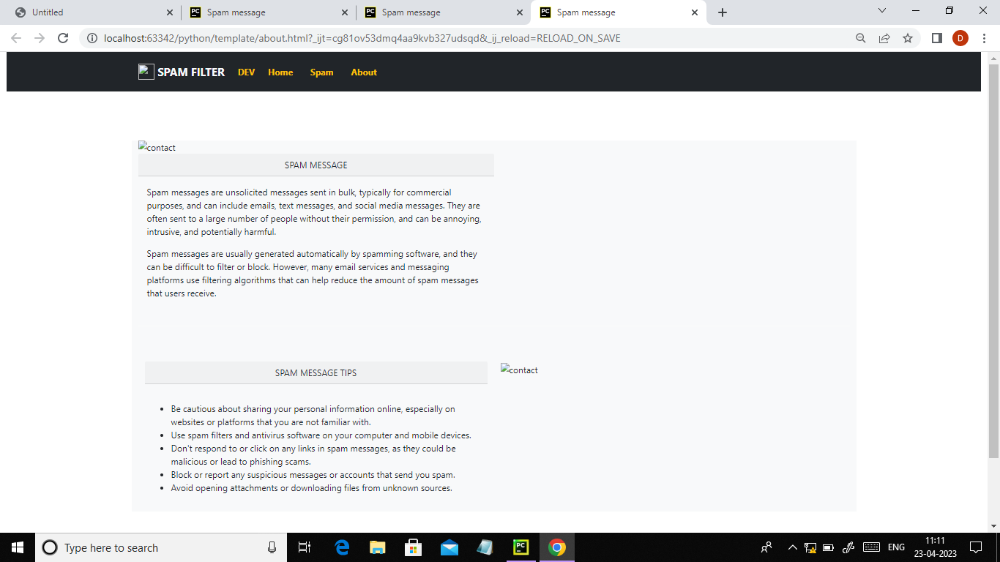 Untitled
Spam message
Spam message
Spam message
localhost:63342/python/template/about.html?_ijt=cg81ov53dmq4aa9kvb327udsqd&_ij_reload=RELOAD_ON_SAVE
D
SPAM FILTER DEV Home Spam About
contact
SPAM MESSAGE
Spam messages are unsolicited messages sent in bulk, typically for commercial
purposes, and can include emails, text messages, and social media messages. They are
often sent to a large number of people without their permission, and can be annoying,
intrusive, and potentially harmful.
Spam messages are usually generated automatically by spamming software, and they
can be difficult to filter or block. However, many email services and messaging
platforms use filtering algorithms that can help reduce the amount of spam messages
that users receive.
SPAM MESSAGE TIPS
contact
Be cautious about sharing your personal information online, especially on
websites or platforms that you are not familiar with.
Use spam filters and antivirus software on your computer and mobile devices.
Don't respond to or click on any links in spam messages, as they could be
malicious or lead to phishing scams.
Block or report any suspicious messages or accounts that send you spam.
Avoid opening attachments or downloading files from unknown sources.
Type here to search
PC
ENG
11:11
23-04-2023